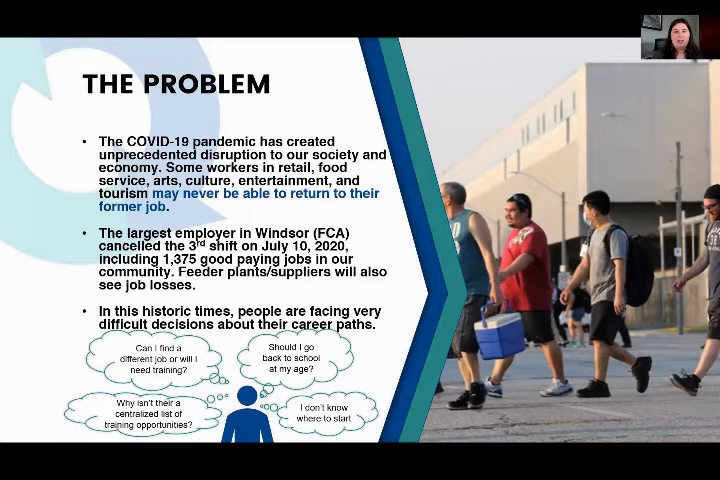 THE PROBLEM
• The COVID-19 pandemic has created
unprecedented disruption to our society and
economy. Some workers in retail, food
service, arts, culture, entertainment, and
tourism may never be able to return to their
former job.
• The largest employer in Windsor (FCA)
cancelled the 3rd shift on July 10, 2020,
including 1,375 good paying jobs in our
community. Feeder plants/suppliers will also
see job losses.
• In this historic times, people are facing very
difficult decisions about their career paths.
Can I find a
different job or will I
need training?
Should I go
back to school
at my age?
Why isn't their a
centralized list of
training opportunities?
I don't know
where to start